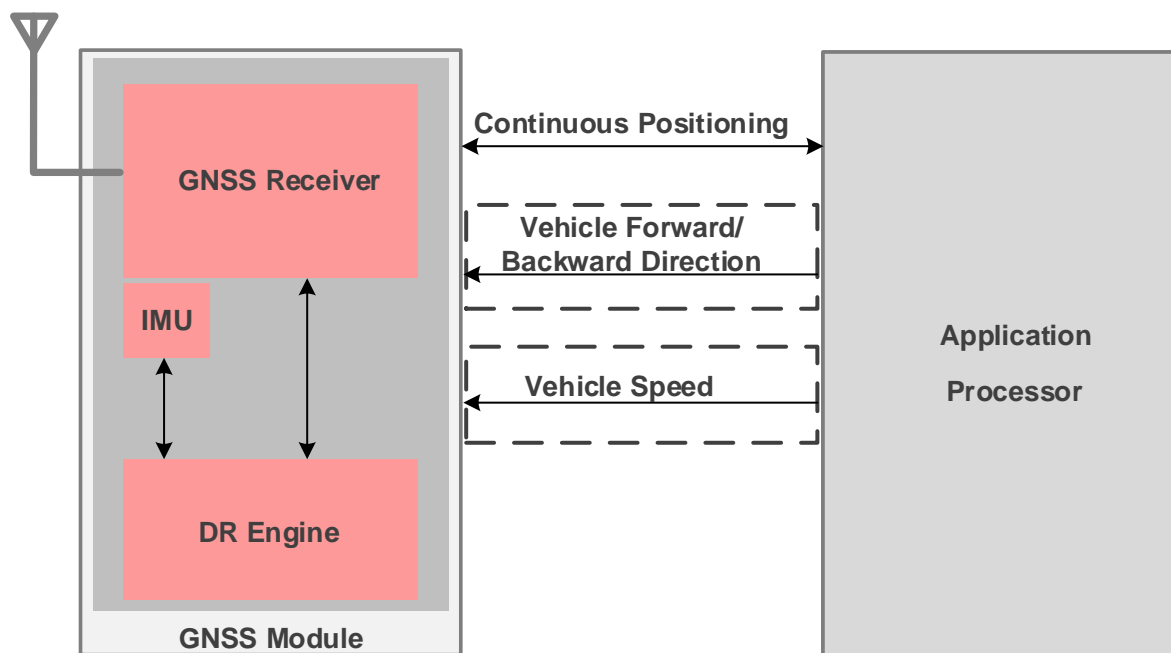 Continuous Positioning
GNSS Receiver
Vehicle Forward/
Backward Direction
IMU
Application
Processor
Vehicle Speed
DR Engine
GNSS Module